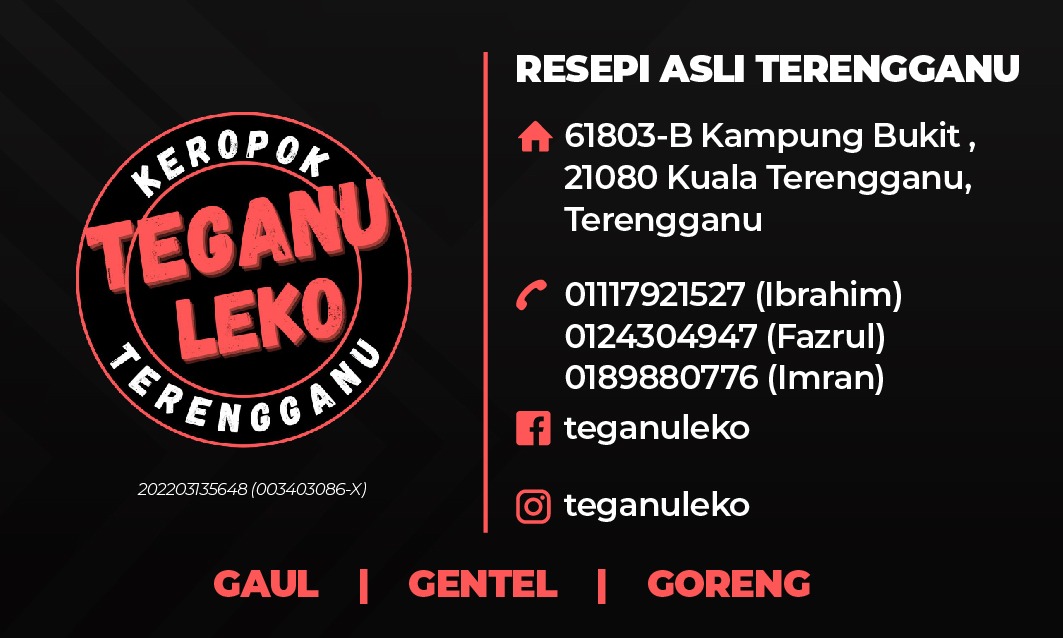 KEROPOK
TEGANU
LEKO
TERENGGANU
202203135648 (003403086-X)
RESEPI ASLI TERENGGANU
61803-B Kampung Bukit ,
21080 Kuala Terengganu,
Terengganu
01117921527 (Ibrahim)
0124304947 (Fazrul)
0189880776 (Imran)
teganuleko
teganuleko
GAUL | GENTEL | GORENG